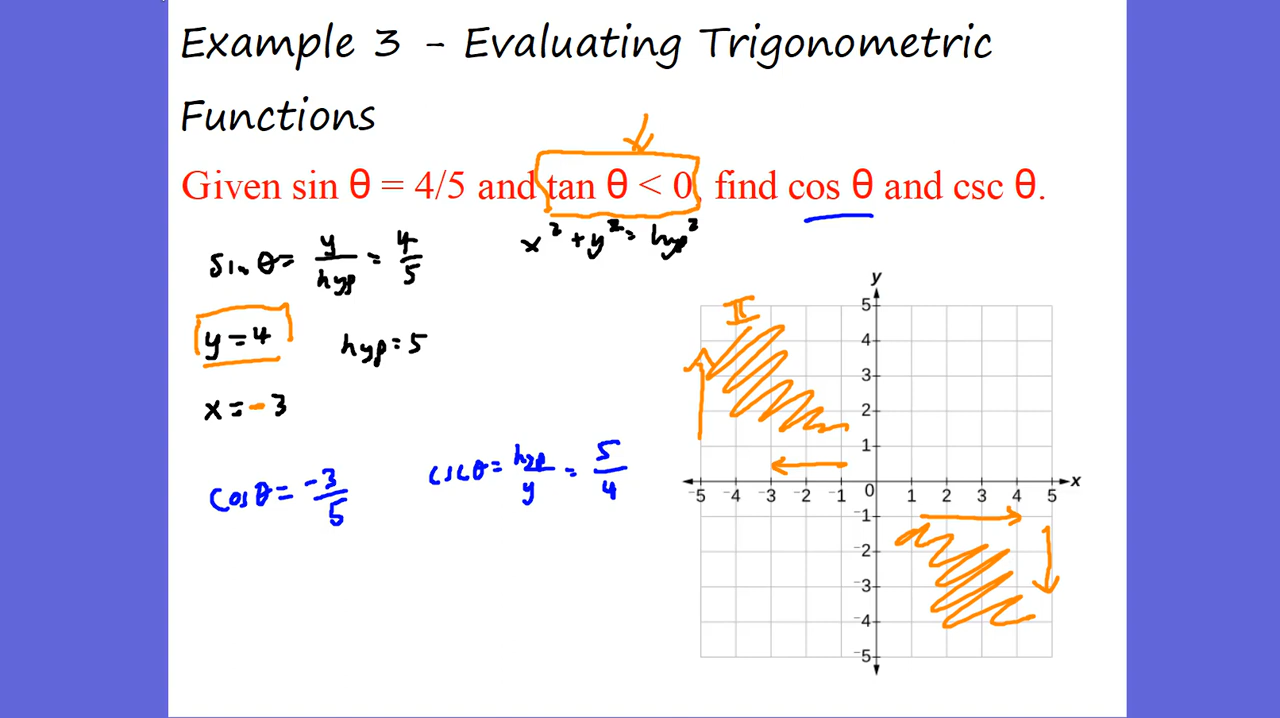 Example 3 - Evaluating Trigonometric
Functions
Given sin θ = 4/5 and tan θ < 0, find cos θ and csc θ.
x² + y² = hyp²
sin θ = y/hyp = 4/5
y = 4
hyp = 5
x = -3
cos θ = -3/5
csc θ = hyp/y = 5/4
II
y
5
4
3
2
1
-5 -4 -3 -2 -1 0 1 2 3 4 5 x
-1
-2
-3
-4
-5